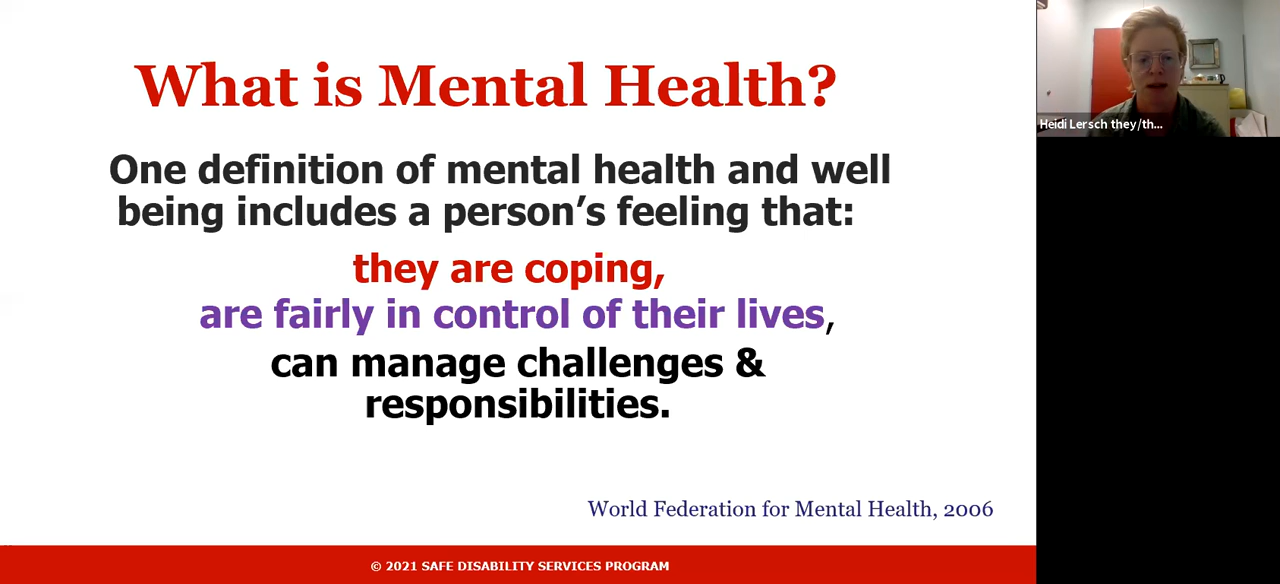 What is Mental Health?
One definition of mental health and well
being includes a person’s feeling that:
they are coping,
are fairly in control of their lives,
can manage challenges &
responsibilities.
World Federation for Mental Health, 2006
© 2021 SAFE DISABILITY SERVICES PROGRAM
Heidi Lersch they/th...